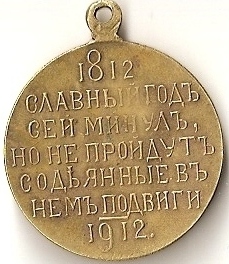 1812
СЛАВНЫЙ ГОДЪ
СЕЙ МИНУЛЪ,
НО НЕ ПРОЙДУТЪ
СОДѢЯННЫЕ ВЪ
НЕМЪ ПОДВИГИ
1912.